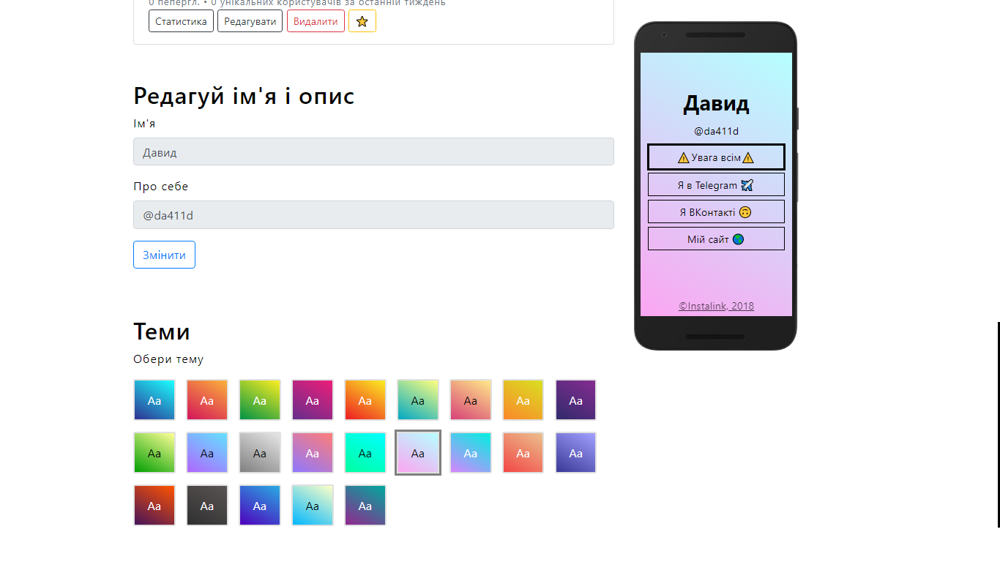 0 перегл. • 0 унікальних користувачів за останній тиждень
Статистика Редагувати Видалити
Редагуй ім'я і опис
Ім'я
Давид
Про себе
@da411d
Змінити
Теми
Обери тему
Aa Aa Aa Aa Aa Aa Aa Aa Aa
Aa Aa Aa Aa Aa Aa Aa Aa Aa
Aa Aa Aa Aa Aa
Давид
@da411d
⚠️Увага всім⚠️
Я в Telegram ✈️
Я ВКонтакті 🙃
Мій сайт 🌎
©Instalink, 2018